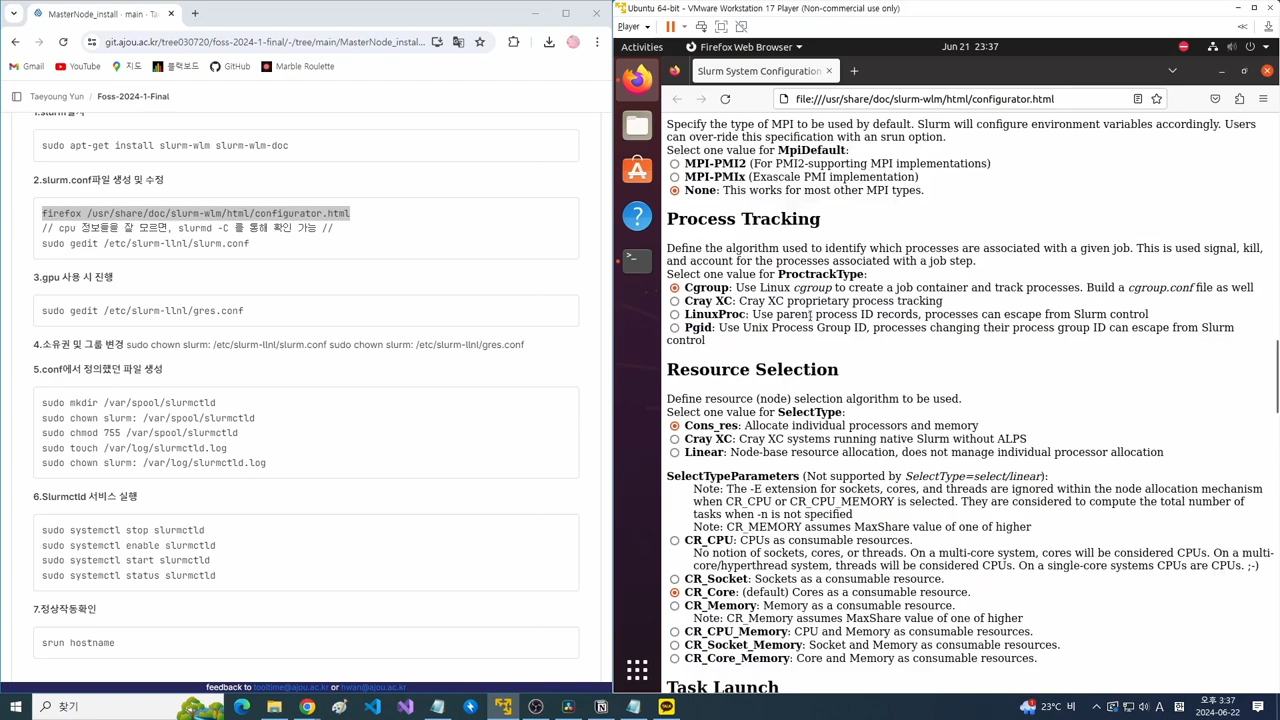 MasterNode_install · main · Ta
git.ajou.ac.kr/tree030720/foss-2024-1-final/-/tree/main/MasterNode_instal...
Gmail
YouTube
지도
블랙보드
GitHub
Marble Roulette
Taeyoung Yun / Foss-2024-1-Final
1.slurm설치
sudo apt-get install slurm-wlm slurm-wlm-doc
2.slurm.conf파일 생성 및 수정
firefox /usr/share/doc/slurm-wlm/html/configurator.html
// cpu 정보들을 잘 모르면, slurmd -C 를 통해 확인 가능 //
sudo gedit /etc/slurm-llnl/slurm.conf
3.gpu 사용 시 진행
sudo gedit /etc/slurm-llnl/gres.conf
4.소유권 및 그룹 변경 sudo chown slurm: /etc/slurm-llnl/slurm.conf sudo chown slurm: /etc/slurm-llnl/gres.conf
5.conf에서 정의했던 파일 생성
sudo mkdir /var/spool/slurmctld
sudo chown slurm: /var/spool/slurmctld
sudo chmod 755 /var/spool/slurmctld
sudo touch /var/log/slurmctld.log
sudo chown slurm: /var/log/slurmctld.log
6.Slurmctld 서비스 실행
sudo systemctl stop slurmctld
sudo systemctl enable slurmctld
sudo systemctl start slurmctld
sudo systemctl status slurmctld
7.정상작동확인
srun hostname
feedback to tooltime@ajou.ac.kr or hwan@ajou.ac.kr
Ubuntu 64-bit - VMware Workstation 17 Player (Non-commercial use only)
Player
Activities
Firefox Web Browser
Jun 21 23:37
Slurm System Configuration
file:///usr/share/doc/slurm-wlm/html/configurator.html
Specify the type of MPI to be used by default. Slurm will configure environment variables accordingly. Users
can over-ride this specification with an srun option.
Select one value for MpiDefault:
MPI-PMI2 (For PMI2-supporting MPI implementations)
MPI-PMIx (Exascale PMI implementation)
None: This works for most other MPI types.
Process Tracking
Define the algorithm used to identify which processes are associated with a given job. This is used signal, kill,
and account for the processes associated with a job step.
Select one value for ProctrackType:
Cgroup: Use Linux cgroup to create a job container and track processes. Build a cgroup.conf file as well
Cray XC: Cray XC proprietary process tracking
LinuxProc: Use parent process ID records, processes can escape from Slurm control
Pgid: Use Unix Process Group ID, processes changing their process group ID can escape from Slurm
control
Resource Selection
Define resource (node) selection algorithm to be used.
Select one value for SelectType:
Cons_res: Allocate individual processors and memory
Cray XC: Cray XC systems running native Slurm without ALPS
Linear: Node-base resource allocation, does not manage individual processor allocation
SelectTypeParameters (Not supported by SelectType=select/linear):
Note: The -E extension for sockets, cores, and threads are ignored within the node allocation mechanism
when CR_CPU or CR_CPU_MEMORY is selected. They are considered to compute the total number of
tasks when -n is not specified
Note: CR_MEMORY assumes MaxShare value of one of higher
CR_CPU: CPUs as consumable resources.
No notion of sockets, cores, or threads. On a multi-core system, cores will be considered CPUs. On a multi-
core/hyperthread system, threads will be considered CPUs. On a single-core systems CPUs are CPUs. ;-)
CR_Socket: Sockets as a consumable resource.
CR_Core: (default) Cores as a consumable resource.
CR_Memory: Memory as a consumable resource.
Note: CR_Memory assumes MaxShare value of one of higher
CR_CPU_Memory: CPU and Memory as consumable resources.
CR_Socket_Memory: Socket and Memory as consumable resources.
CR_Core_Memory: Core and Memory as consumable resources.
Task Launch
찾기
23°C 비
오후 3:37
2024-06-22